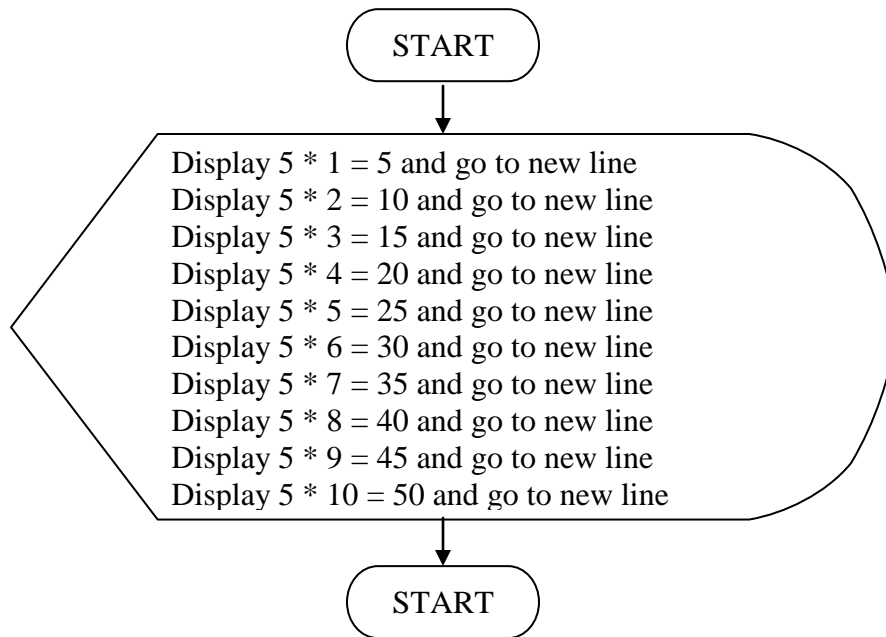 START
Display 5 * 1 = 5 and go to new line
Display 5 * 2 = 10 and go to new line
Display 5 * 3 = 15 and go to new line
Display 5 * 4 = 20 and go to new line
Display 5 * 5 = 25 and go to new line
Display 5 * 6 = 30 and go to new line
Display 5 * 7 = 35 and go to new line
Display 5 * 8 = 40 and go to new line
Display 5 * 9 = 45 and go to new line
Display 5 * 10 = 50 and go to new line
START